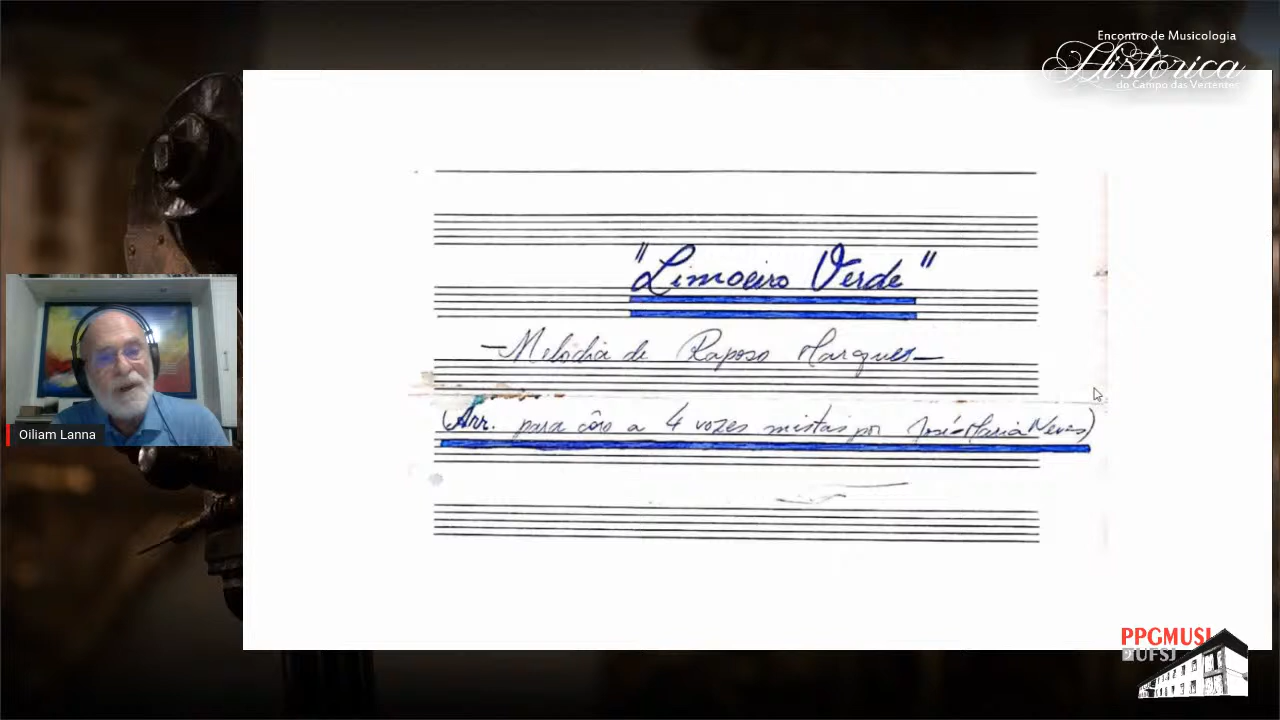 Encontro de Musicologia
Histórica
do Campo das Vertentes
"Limoeiro Verde"
— Melodia de Raposo Marques —
(Arr. para côro a 4 vozes mistas por José Maria Neves)
Oiliam Lanna
PPGMUSI
UFSJ